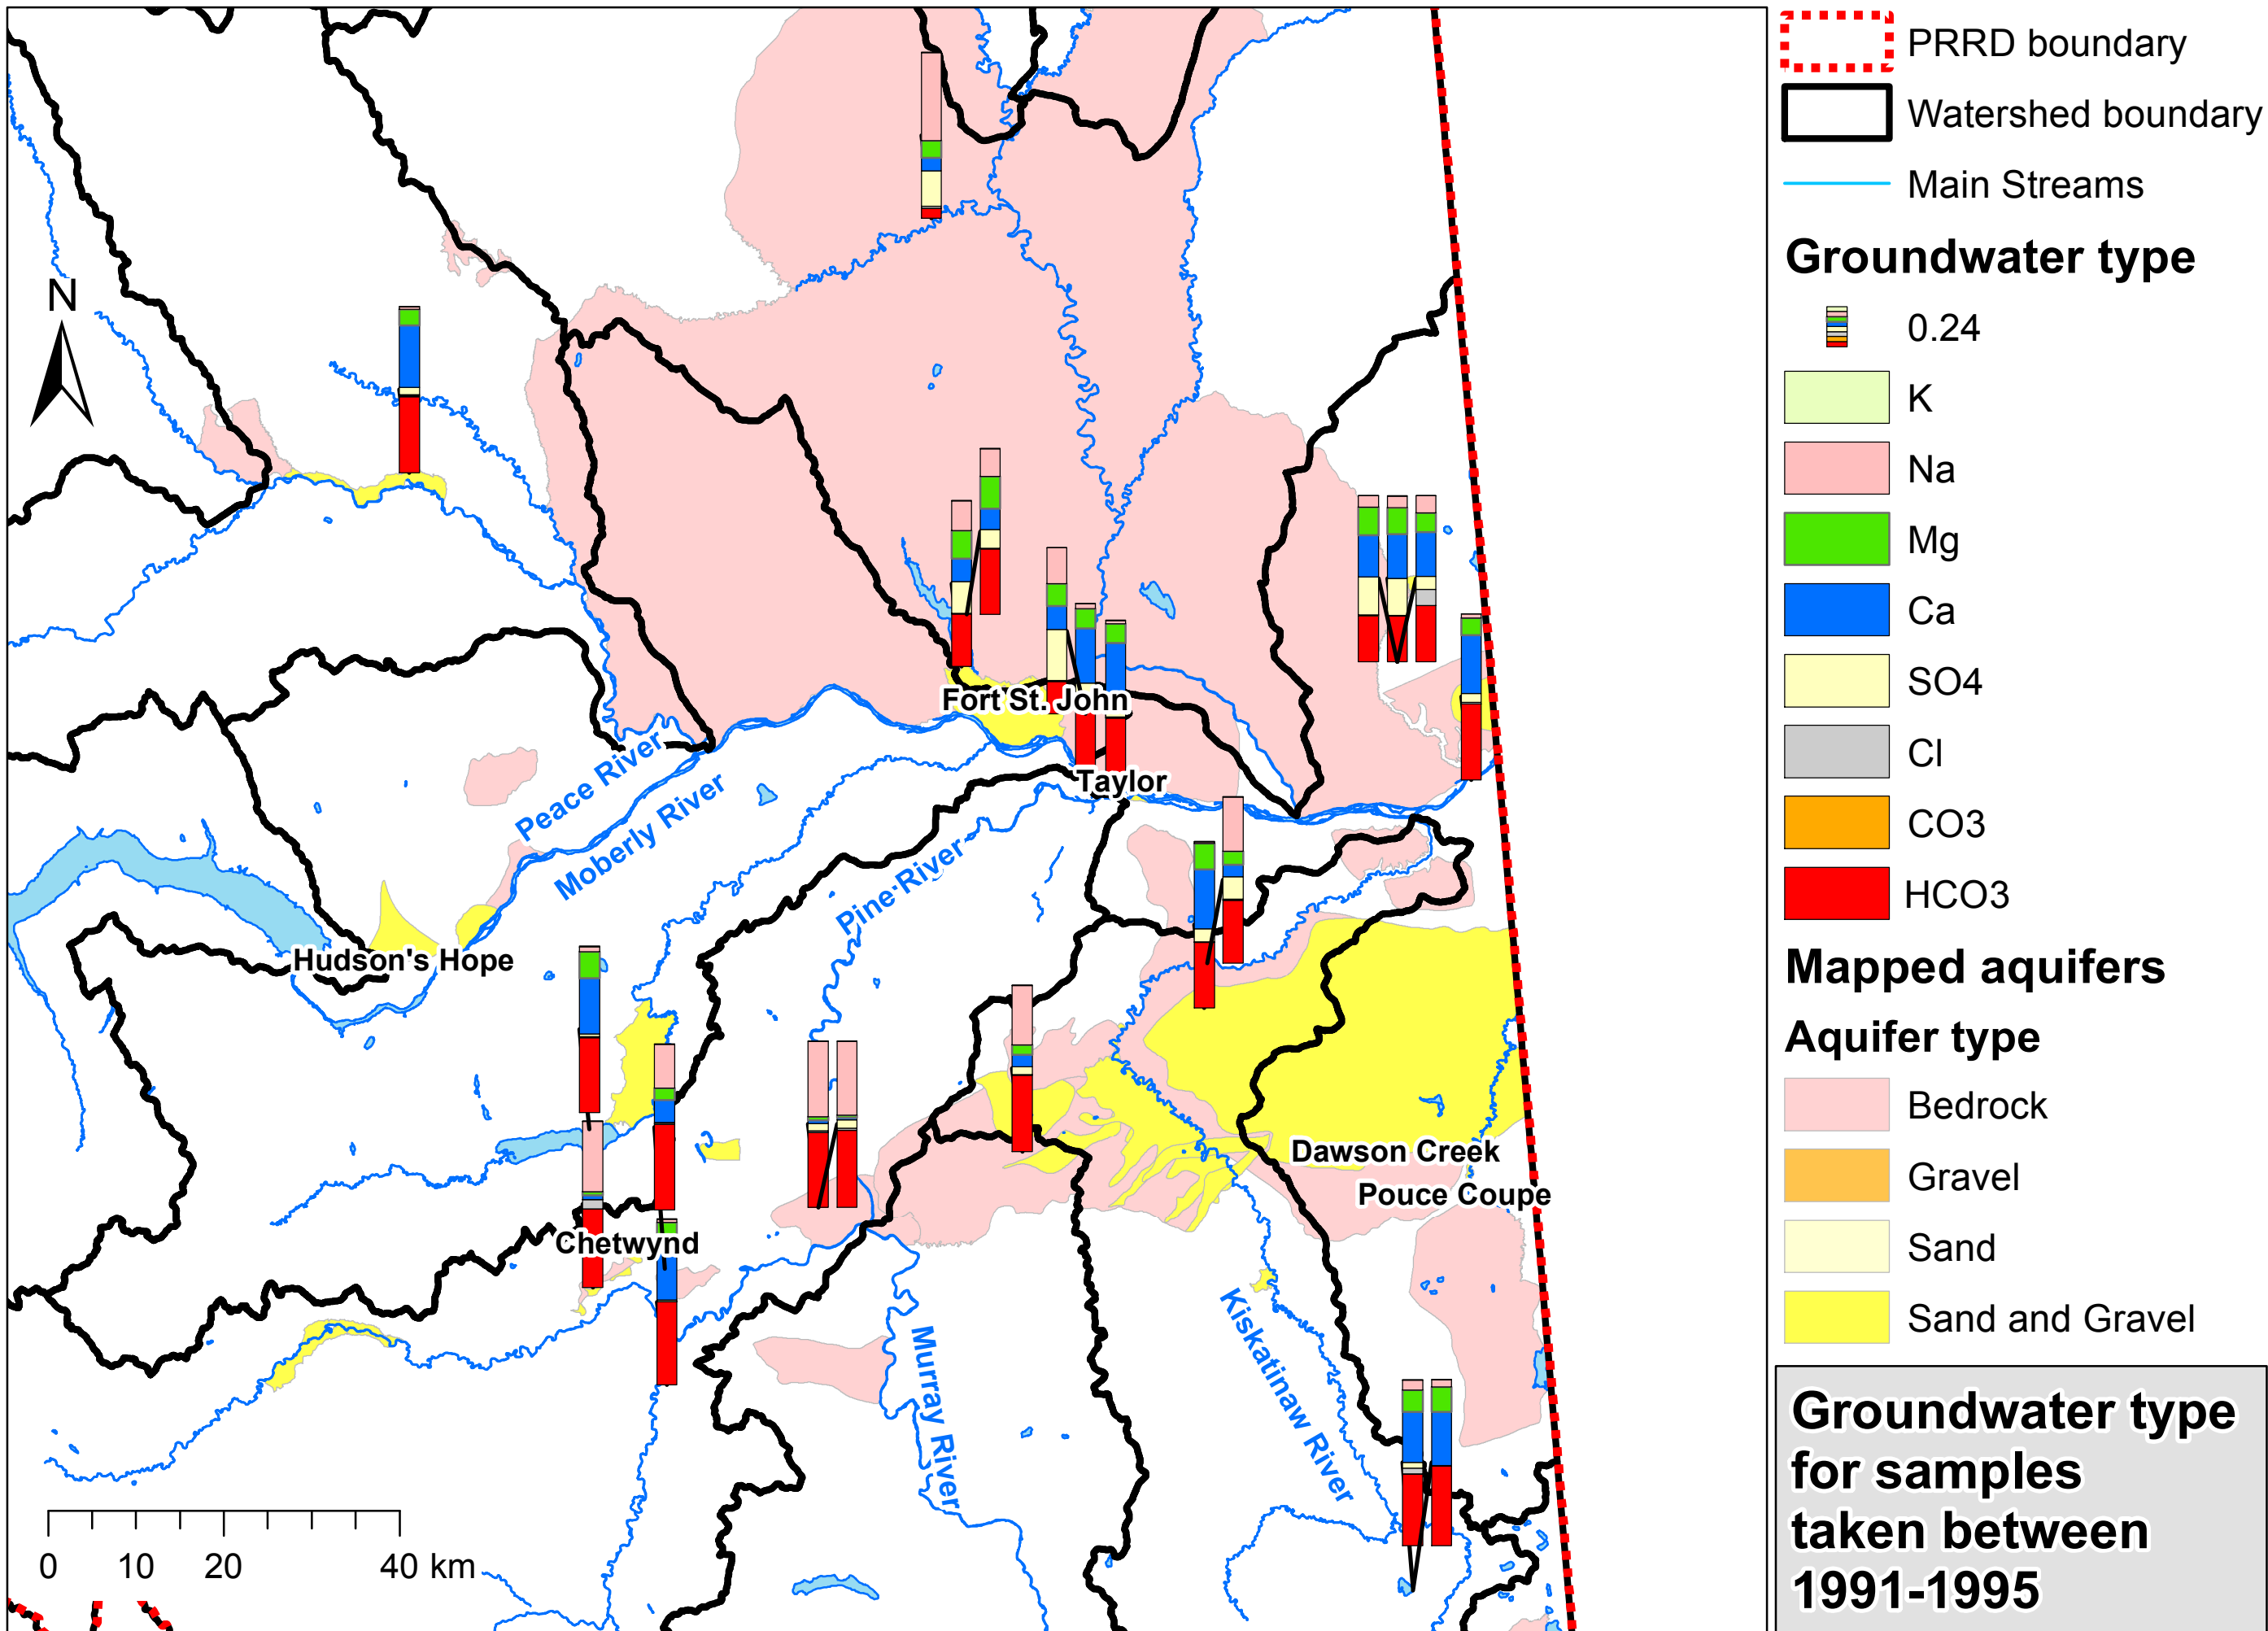 N
Fort St. John
Taylor
Peace River
Moberly River
Pine River
Hudson's Hope
Dawson Creek
Pouce Coupe
Chetwynd
Murray River
Kiskatinaw River
0 10 20 40 km
PRRD boundary
Watershed boundary
Main Streams
Groundwater type
0.24
K
Na
Mg
Ca
SO4
Cl
CO3
HCO3
Mapped aquifers
Aquifer type
Bedrock
Gravel
Sand
Sand and Gravel
Groundwater type
for samples
taken between
1991-1995